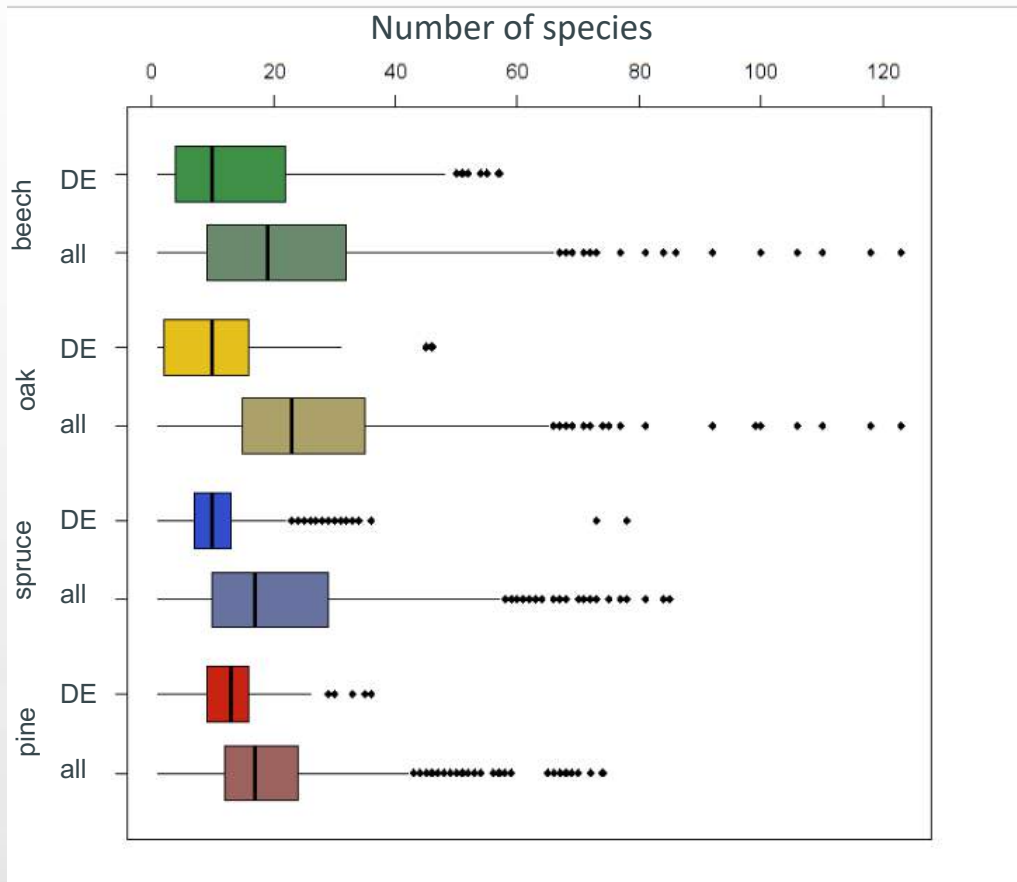 Number of species
0 20 40 60 80 100 120
beech
DE
all
oak
DE
all
spruce
DE
all
pine
DE
all